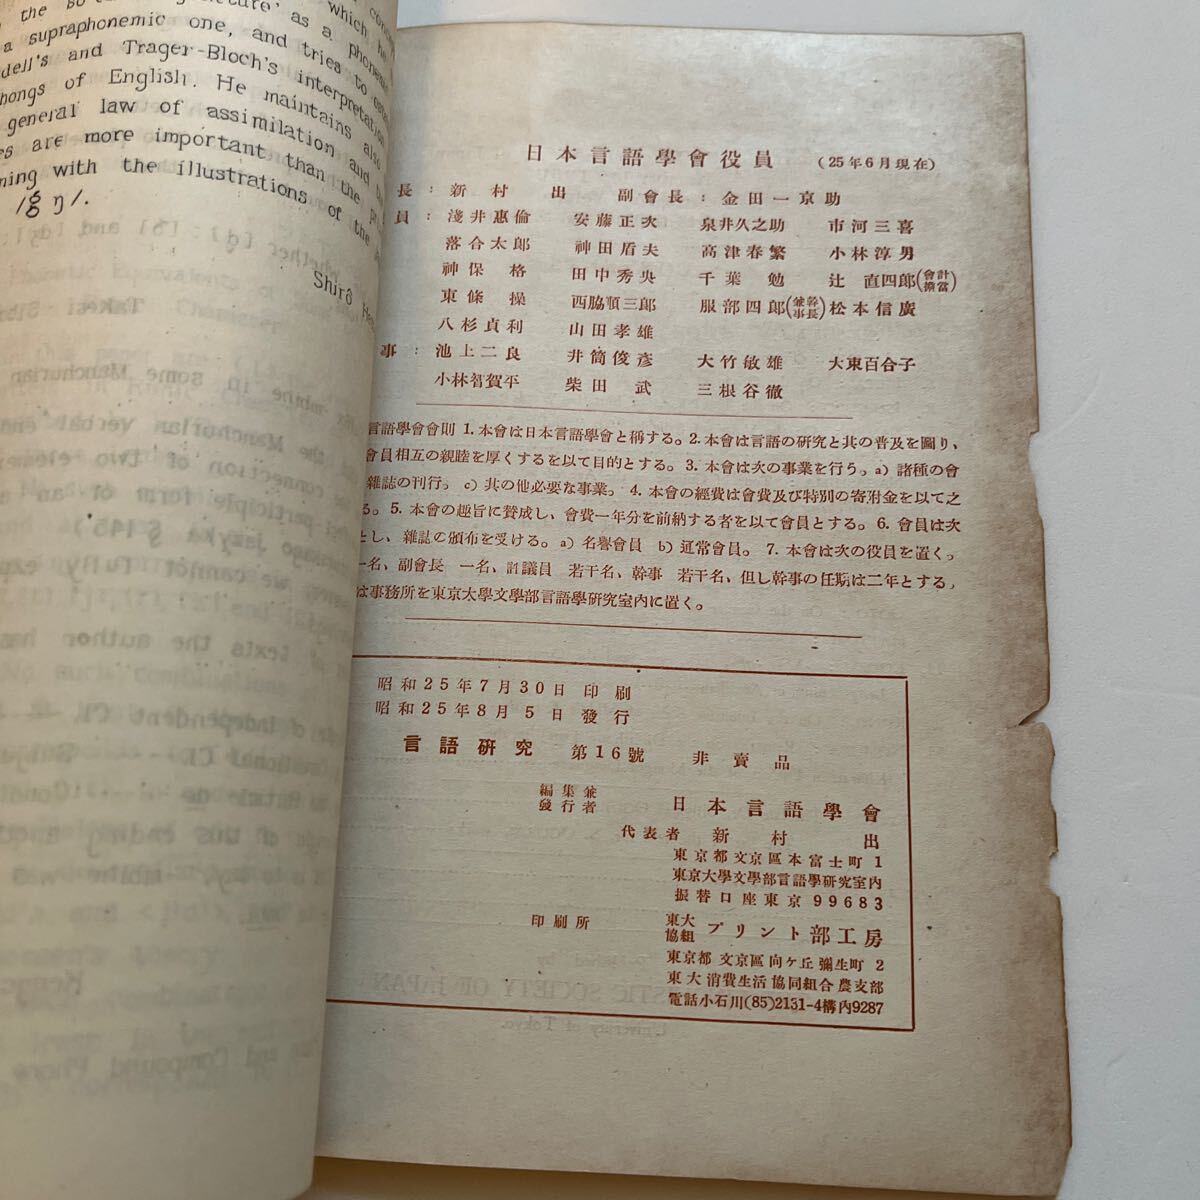 the
a supraphonemic one, and tries to
dell's and Trager-Bloch's interpretation
hongs of English. He maintains also
general law of assimilation and
es are more important than the
ning with the illustrations of the
/g ŋ/.
Shirô
日本言語學會役員 (25年6月現在)
長：新村 出 副會長：金田一京助
員：淺井惠倫 安藤正次 泉井久之助 市河三喜
落合太郎 神田盾夫 高津春繁 小林淳男
神保 格 田中秀央 千葉 勉 辻 直四郎(會計擔當)
東條 操 西脇順三郎 服部四郎(兼幹事長) 松本信廣
八杉貞利 山田孝雄
事：池上二良 井筒俊彦 大竹敏雄 大東百合子
小林智賀平 柴田 武 三根谷徹
言語學會會則 1. 本會は日本言語學會と稱する。2. 本會は言語の研究と其の普及を圖り、
會員相互の親睦を厚くするを以て目的とする。3. 本會は次の事業を行う。a) 諸種の會
雜誌の刊行。c) 其の他必要な事業。4. 本會の經費は會費及び特別の寄附金を以て之
る。5. 本會の趣旨に賛成し、會費一年分を前納する者を以て會員とする。6. 會員は次
とし、雜誌の頒布を受ける。a) 名譽會員 b) 通常會員。7. 本會は次の役員を置く。
一名、副會長 一名、評議員 若干名、幹事 若干名、但し幹事の任期は二年とする。
は事務所を東京大學文學部言語學研究室内に置く。
昭和25年7月30日 印刷
昭和25年8月5日 發行
言語研究 第16號 非賣品
編集兼發行者 日本言語學會
代表者 新村 出
東京都文京區本富士町1
東京大學文學部言語學研究室内
振替口座東京99683
印刷所 東大協組 プリント部工房
東京都文京區向ケ丘彌生町2
東大消費生活協同組合農支部
電話小石川(85)2131-4構内9287